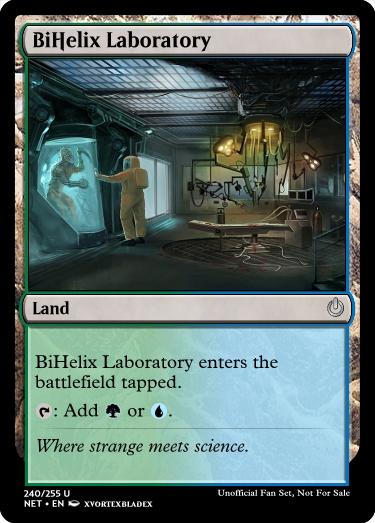 BiHelix Laboratory
Land
BiHelix Laboratory enters the
battlefield tapped.
: Add or .
Where strange meets science.
240/255 U
NET • EN XVORTEXBLADEX
Unofficial Fan Set, Not For Sale